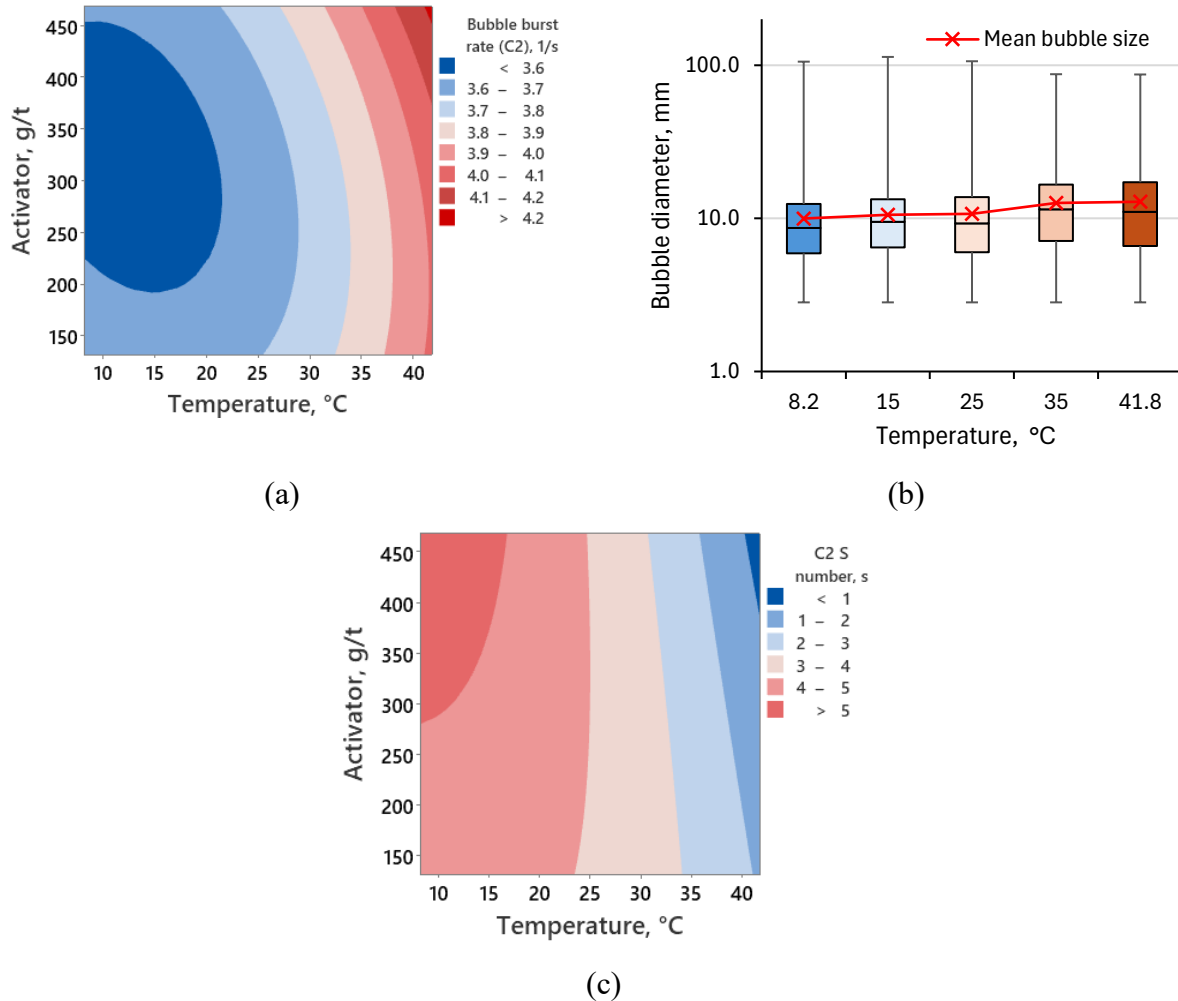 Bubble burst
rate (C2), 1/s
< 3.6
3.6 – 3.7
3.7 – 3.8
3.8 – 3.9
3.9 – 4.0
4.0 – 4.1
4.1 – 4.2
> 4.2
Activator, g/t
450
400
350
300
250
200
150
10 15 20 25 30 35 40
Temperature, °C
(a)
Mean bubble size
Bubble diameter, mm
100.0
10.0
1.0
8.2 15 25 35 41.8
Temperature, °C
(b)
C2 S
number, s
< 1
1 – 2
2 – 3
3 – 4
4 – 5
> 5
Activator, g/t
450
400
350
300
250
200
150
10 15 20 25 30 35 40
Temperature, °C
(c)